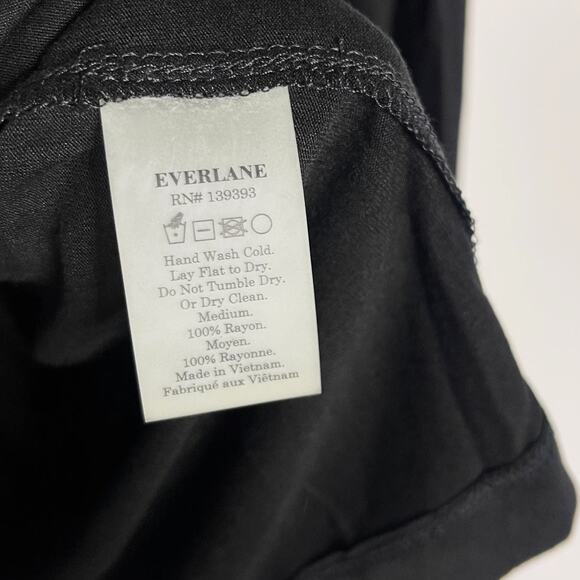 EVERLANE
RN# 139393
Hand Wash Cold.
Lay Flat to Dry.
Do Not Tumble Dry.
Or Dry Clean.
Medium.
100% Rayon.
Moyen.
100% Rayonne.
Made in Vietnam.
Fabriqué aux Viêtnam